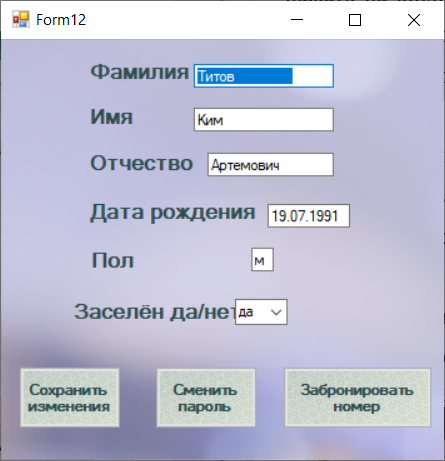 Form12
Фамилия Титов
Имя Ким
Отчество Артемович
Дата рождения 19.07.1991
Пол м
Заселён да/нет да
Сохранить изменения
Сменить пароль
Забронировать номер